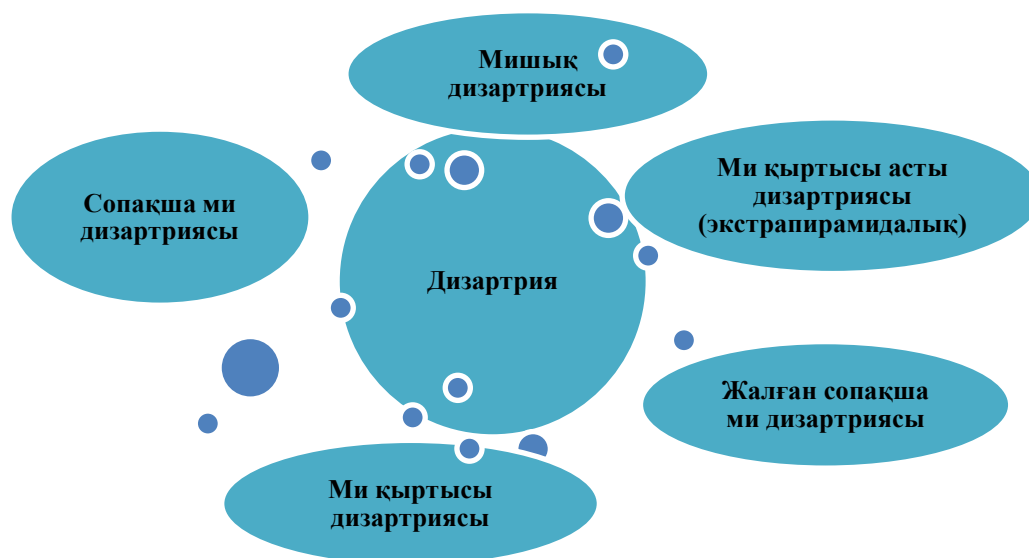 Мишық
дизартриясы
Ми қыртысы асты
дизартриясы
(экстрапирамидалық)
Сопақша ми
дизартриясы
Дизартрия
Жалған сопақша
ми дизартриясы
Ми қыртысы
дизартриясы